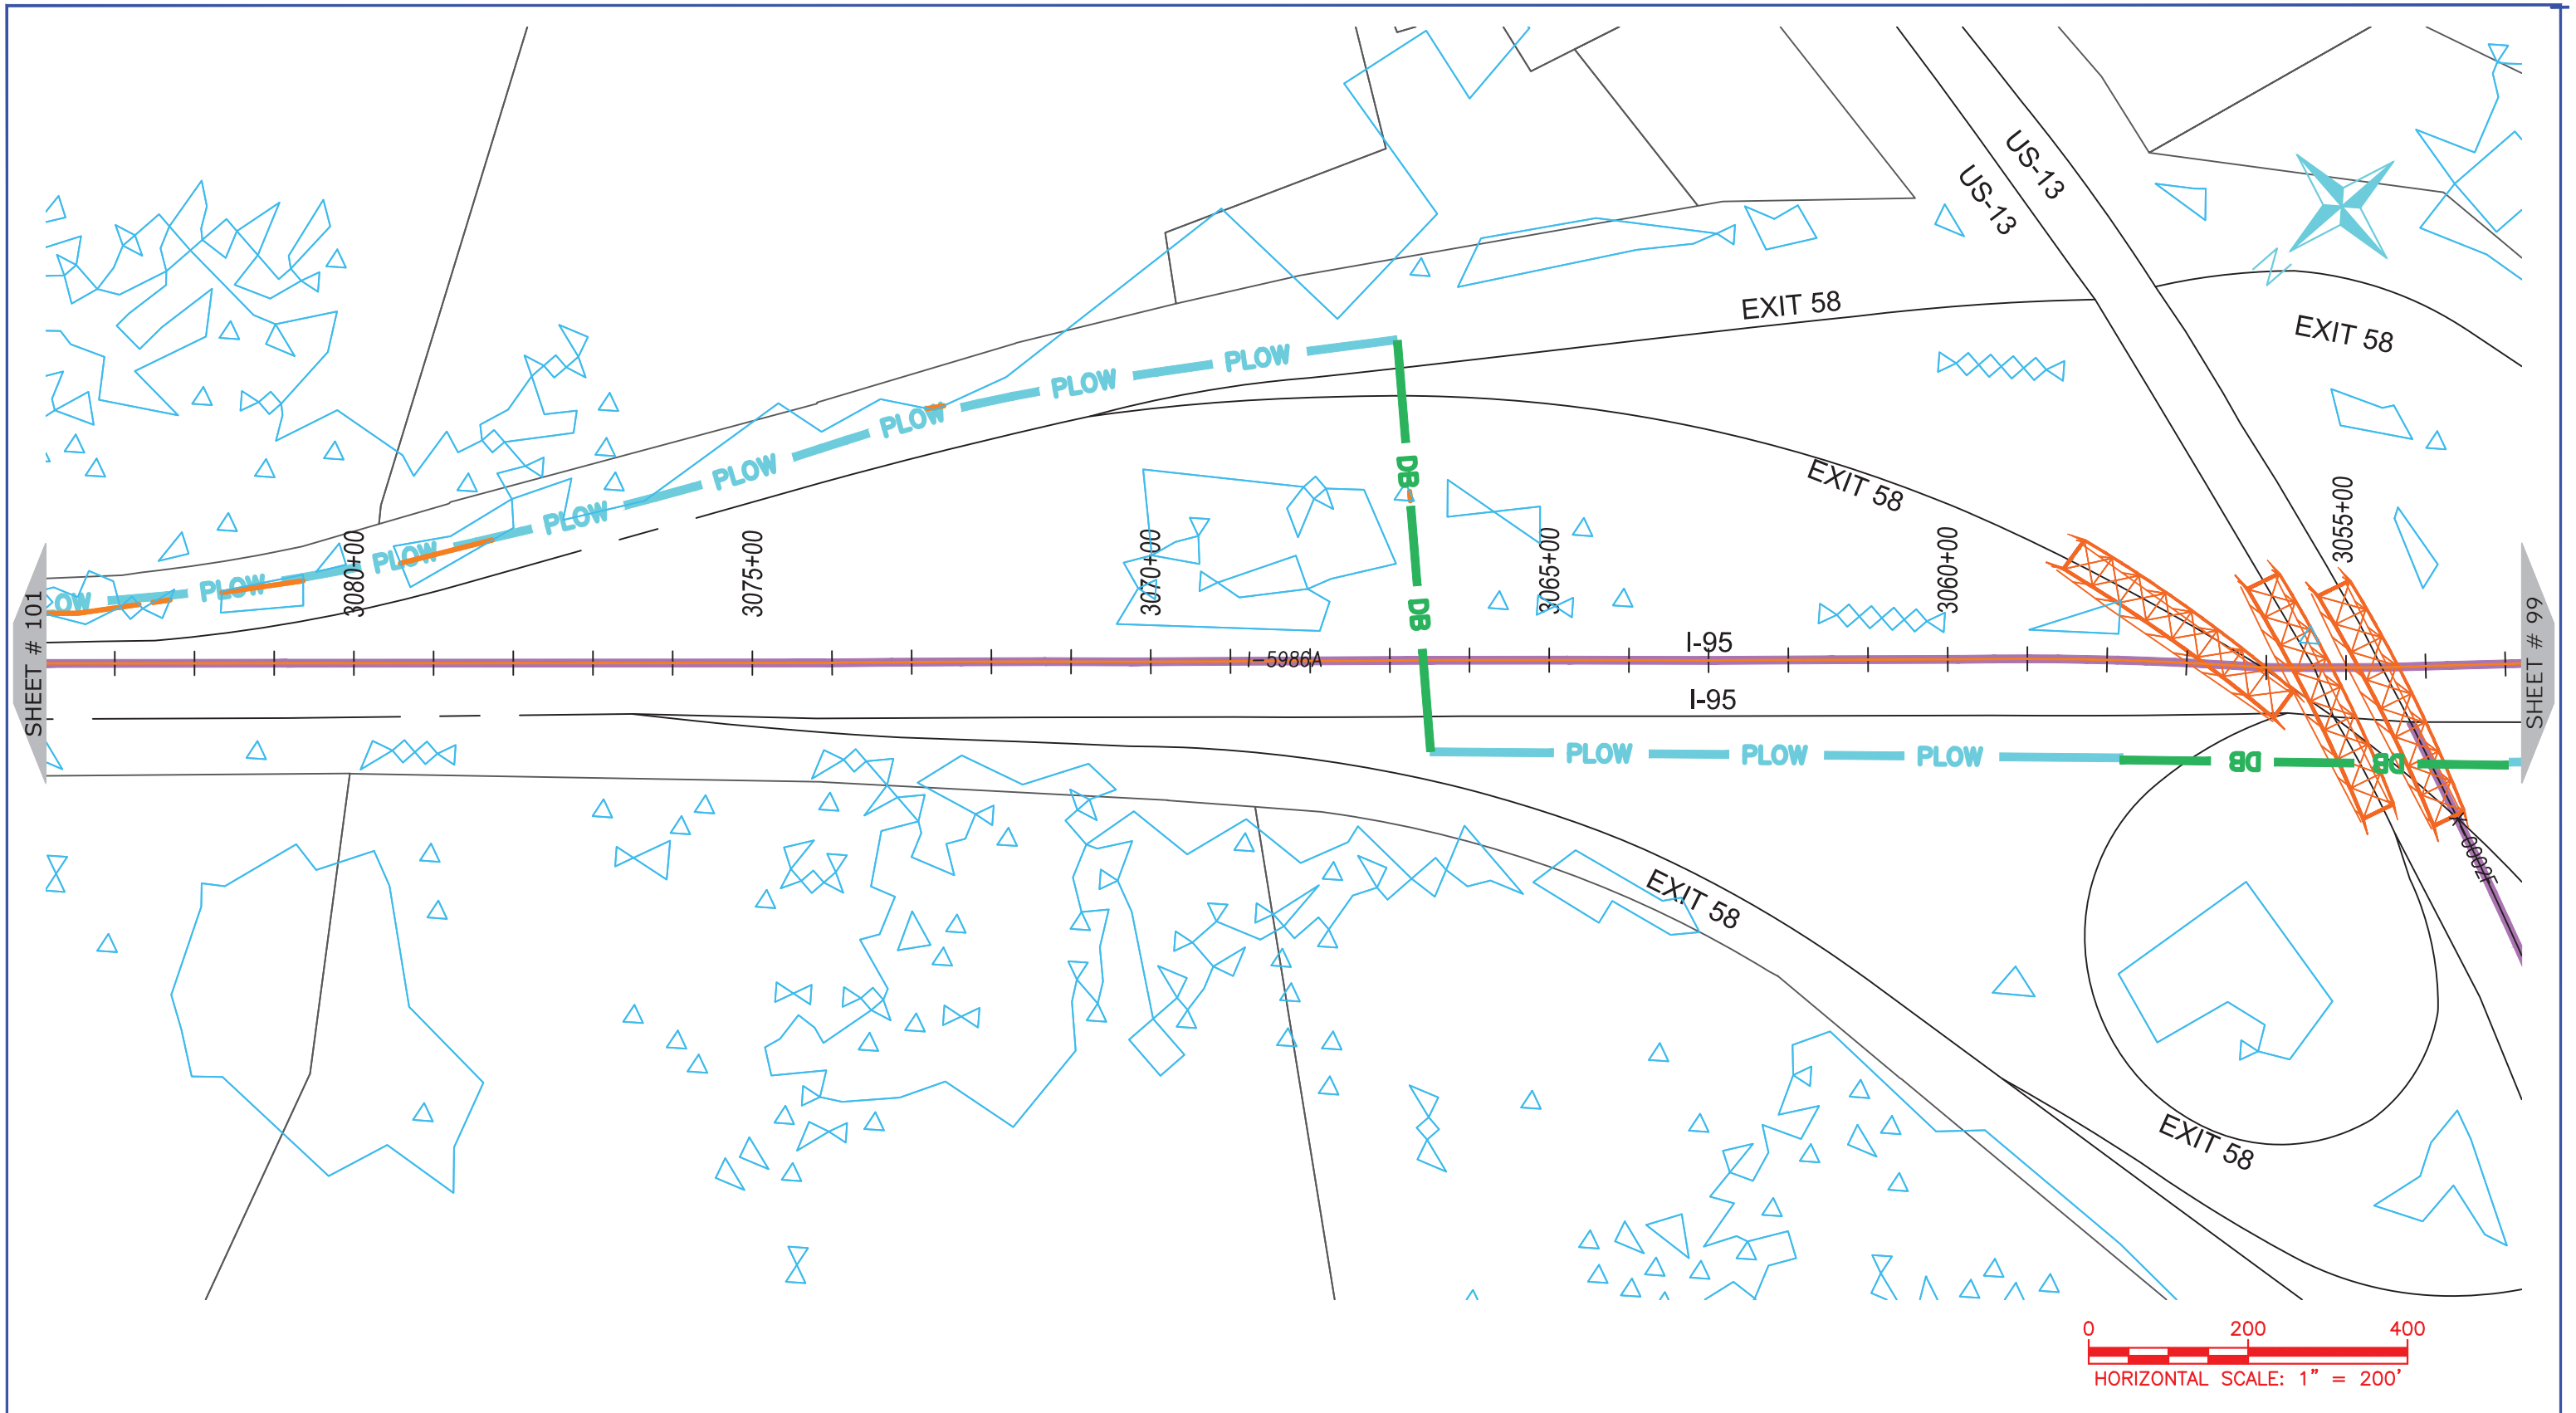 US-13
US-13
EXIT 58
EXIT 58
PLOW
PLOW
PLOW
PLOW
PLOW
PLOW
PLOW
OW
EXIT 58
DB
DB
3080+00
3075+00
3070+00
3065+00
3060+00
3055+00
SHEET # 101
SHEET # 99
I-95
I-5986A
I-95
PLOW
PLOW
PLOW
DB
DB
EXIT 58
EXIT 58
0 200 400
HORIZONTAL SCALE: 1" = 200'